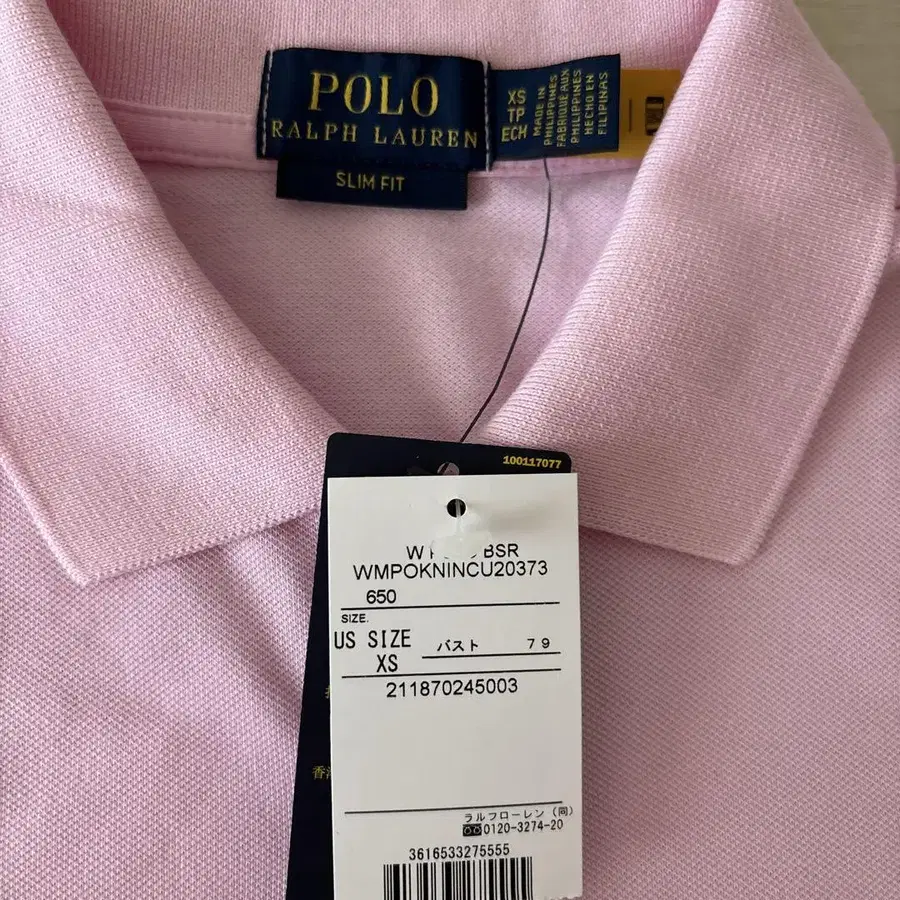 POLO
RALPH LAUREN
SLIM FIT
XS
TP
ECH
MADE IN
PHILIPPINES
FABRIQUÉ AUX
PHILIPPINES
HECHO EN
FILIPINAS
100117077
BSR
WMPOKNINCU20373
650
SIZE.
US SIZE
XS
バスト 79
211870245003
香
ラルフローレン (同)
0120-3274-20
3616533275555